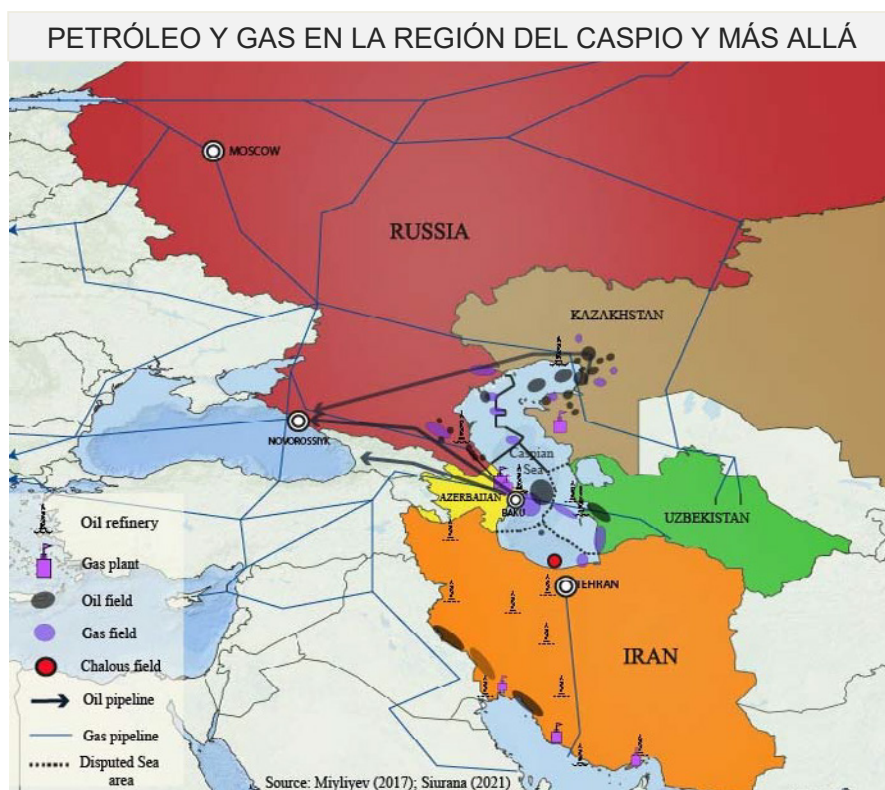 PETRÓLEO Y GAS EN LA REGIÓN DEL CASPIO Y MÁS ALLÁ
MOSCOW
RUSSIA
KAZAKHSTAN
NOVOROSSIYK
Caspian
Sea
AZERBAIJAN
BAKU
UZBEKISTAN
TEHRAN
IRAN
Oil refinery
Gas plant
Oil field
Gas field
Chalous field
Oil pipeline
Gas pipeline
Disputed Sea
area
Source: Miyliyev (2017); Siurana (2021)